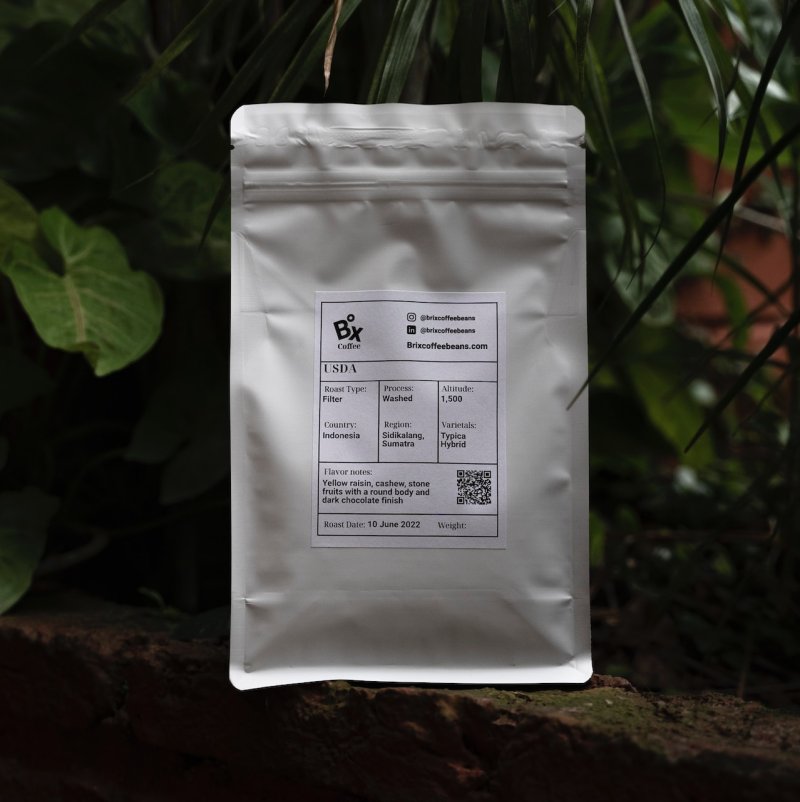 B°x
Coffee
@brixcoffeebeans
@brixcoffeebeans
Brixcoffeebeans.com
USDA
Roast Type:
Filter
Process:
Washed
Altitude:
1,500
Country:
Indonesia
Region:
Sidikalang,
Sumatra
Varietals:
Typica
Hybrid
Flavor notes:
Yellow raisin, cashew, stone
fruits with a round body and
dark chocolate finish
Roast Date: 10 June 2022
Weight: